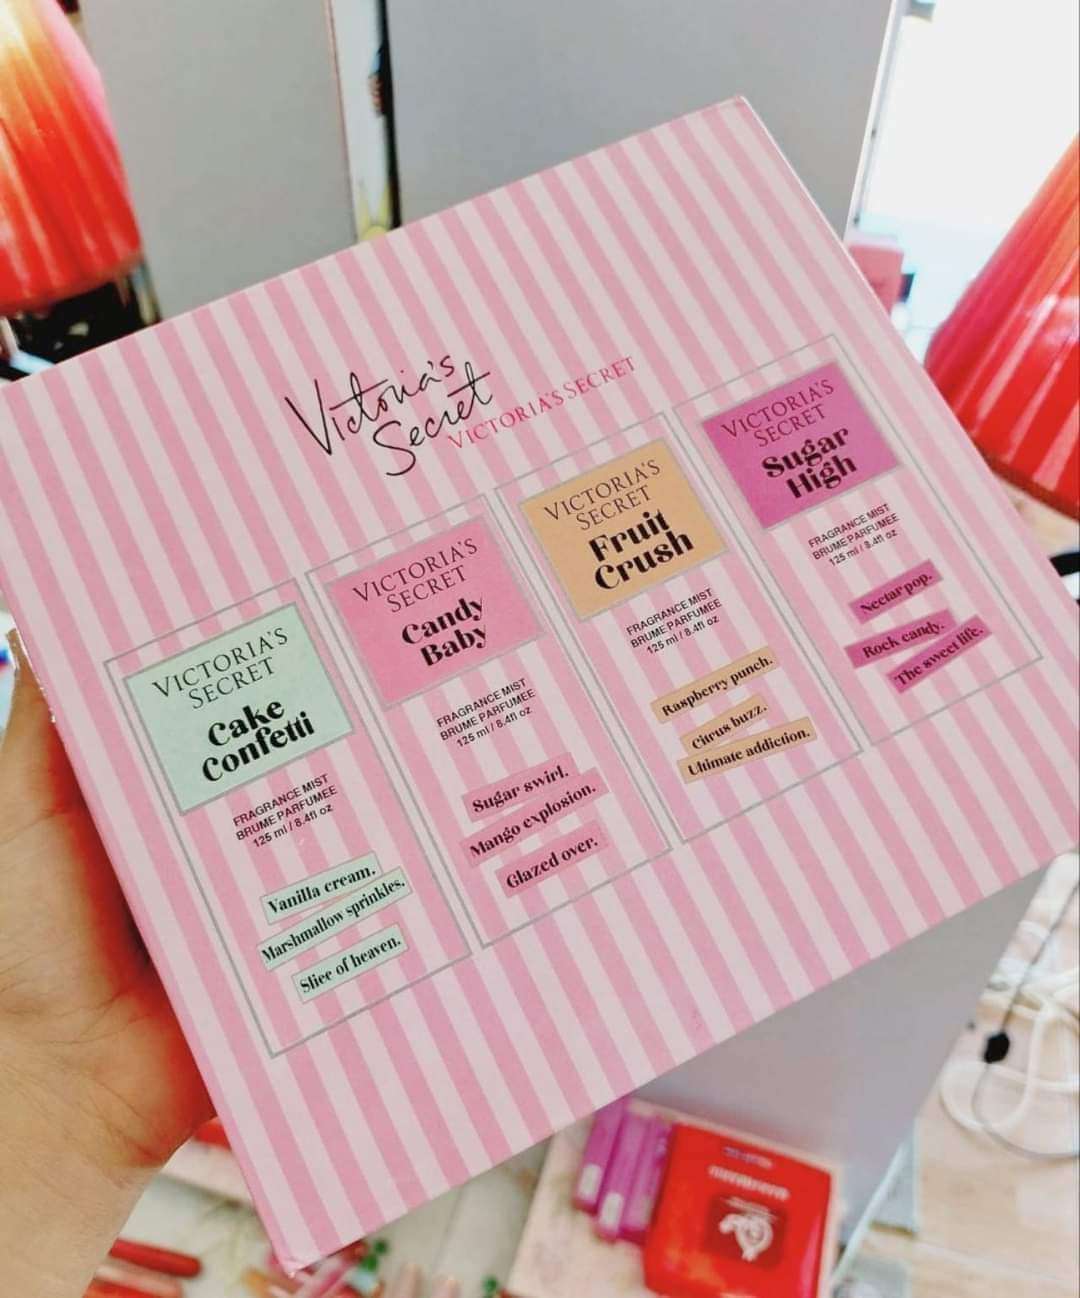 Victoria's
Secret
VICTORIA'S SECRET
VICTORIA'S
SECRET
Cake
Confetti
FRAGRANCE MIST
BRUME PARFUMEE
125 ml / 8.4fl oz
Vanilla cream.
Marshmallow sprinkles.
Slice of heaven.
VICTORIA'S
SECRET
Candy
Baby
FRAGRANCE MIST
BRUME PARFUMEE
125 ml / 8.4fl oz
Sugar swirl.
Mango explosion.
Glazed over.
VICTORIA'S
SECRET
Fruit
Crush
FRAGRANCE MIST
BRUME PARFUMEE
125 ml / 8.4fl oz
Raspberry punch.
Citrus buzz.
Ultimate addiction.
VICTORIA'S
SECRET
Sugar
High
FRAGRANCE MIST
BRUME PARFUMEE
125 ml / 8.4fl oz
Nectar pop.
Rock candy.
The sweet life.